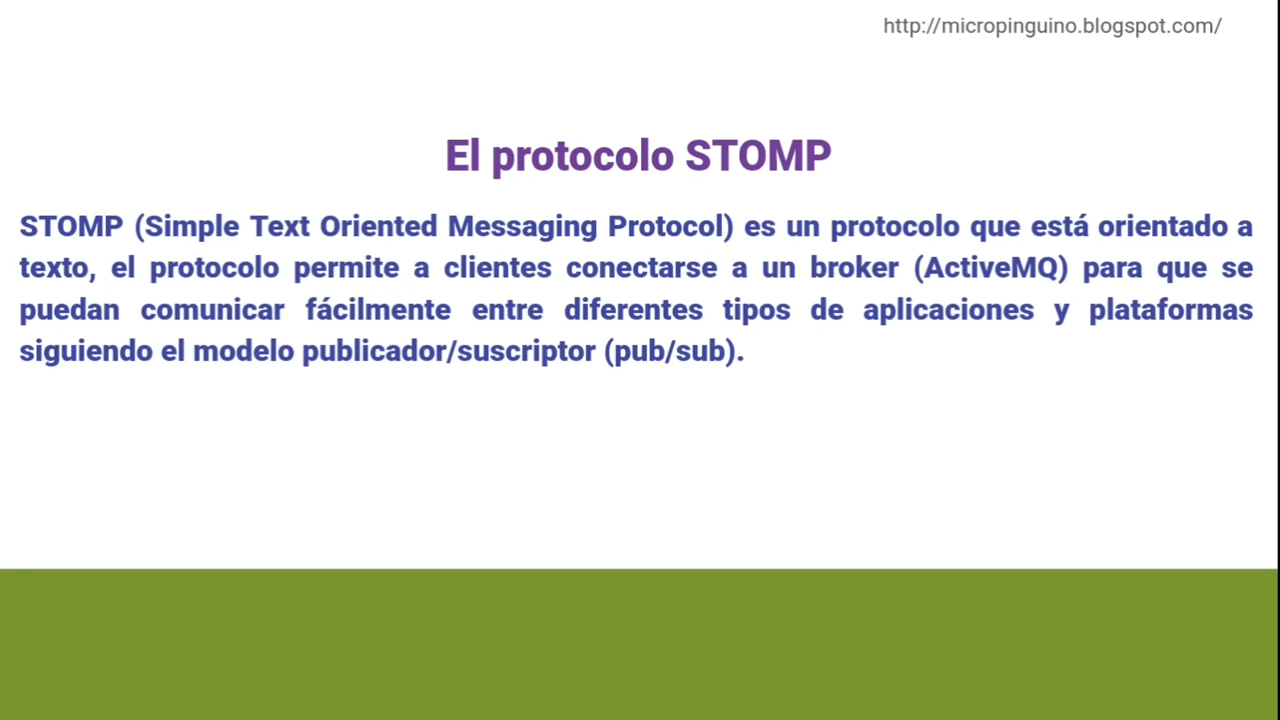 http://micropinguino.blogspot.com/
El protocolo STOMP
STOMP (Simple Text Oriented Messaging Protocol) es un protocolo que está orientado a
texto, el protocolo permite a clientes conectarse a un broker (ActiveMQ) para que se
puedan comunicar fácilmente entre diferentes tipos de aplicaciones y plataformas
siguiendo el modelo publicador/suscriptor (pub/sub).